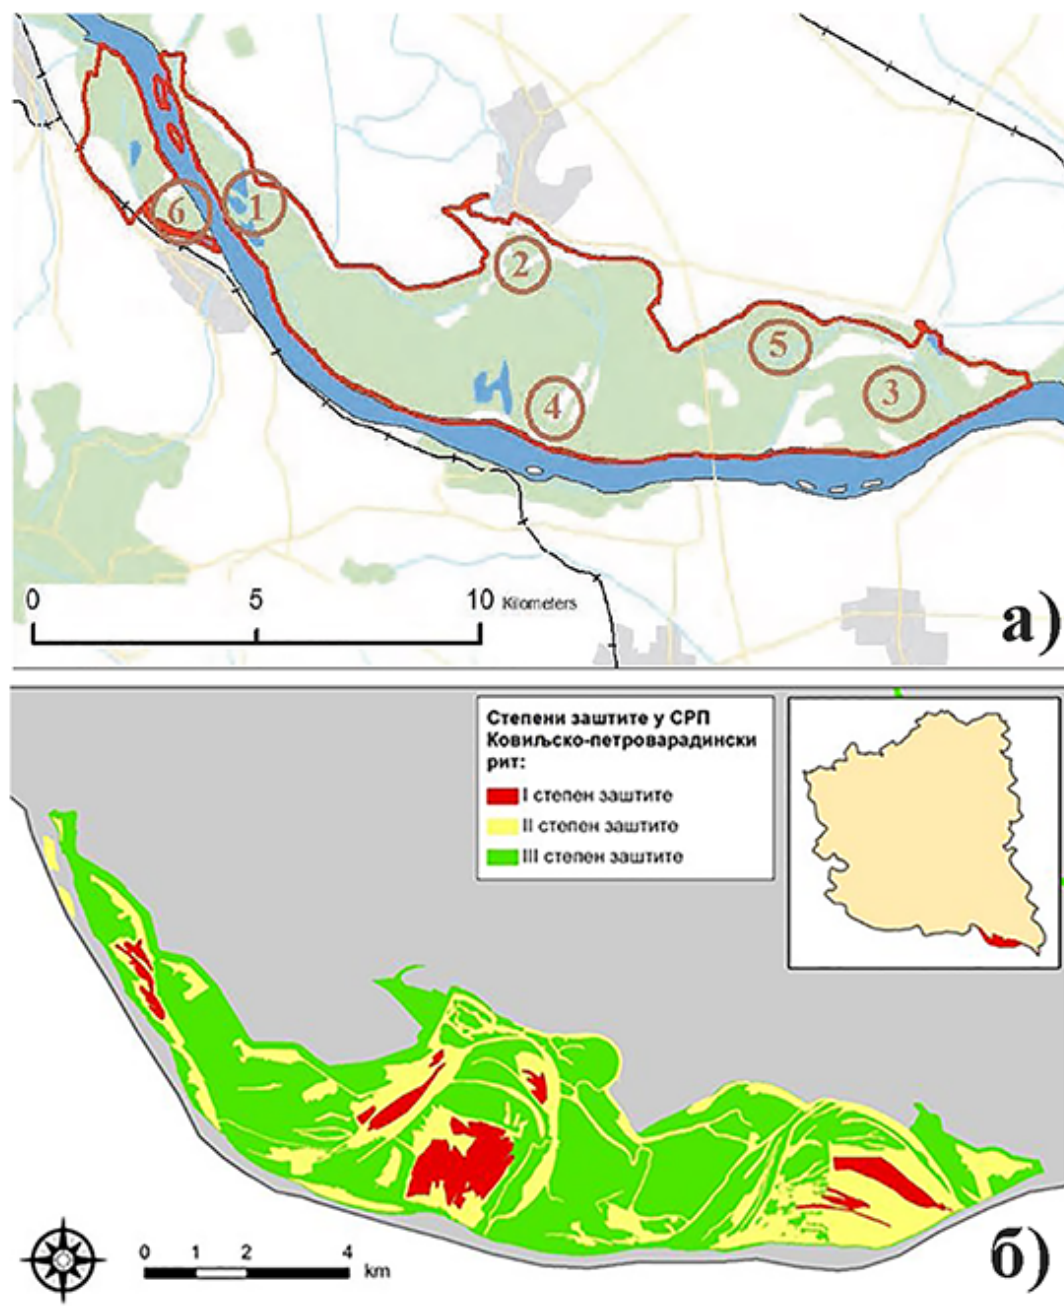 6
1
2
5
3
4
0 5 10 Kilometers
а)
Степени заштите у СРП
Ковиљско-петроварадински
рит:
I степен заштите
II степен заштите
III степен заштите
0 1 2 4
km
б)